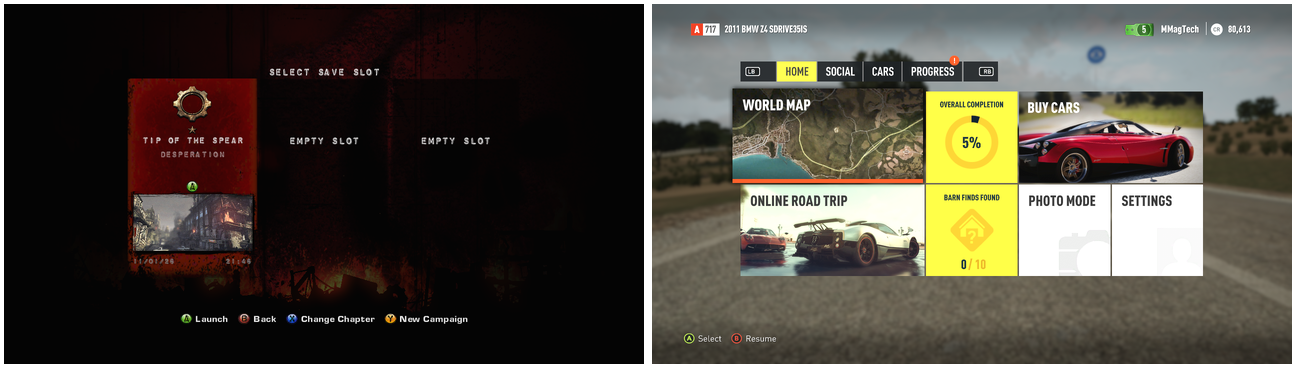 SELECT SAVE SLOT
TIP OF THE SPEAR
DESPERATION
EMPTY SLOT
EMPTY SLOT
A
11/01/26
21:46
A Launch
B Back
X Change Chapter
Y New Campaign
A 717 2011 BMW Z4 SDRIVE35IS
5 MMagTech CR 80,613
LB HOME SOCIAL CARS PROGRESS ! RB
WORLD MAP
OVERALL COMPLETION
5%
BUY CARS
ONLINE ROAD TRIP
BARN FINDS FOUND
?
0 / 10
PHOTO MODE
SETTINGS
A Select
B Resume